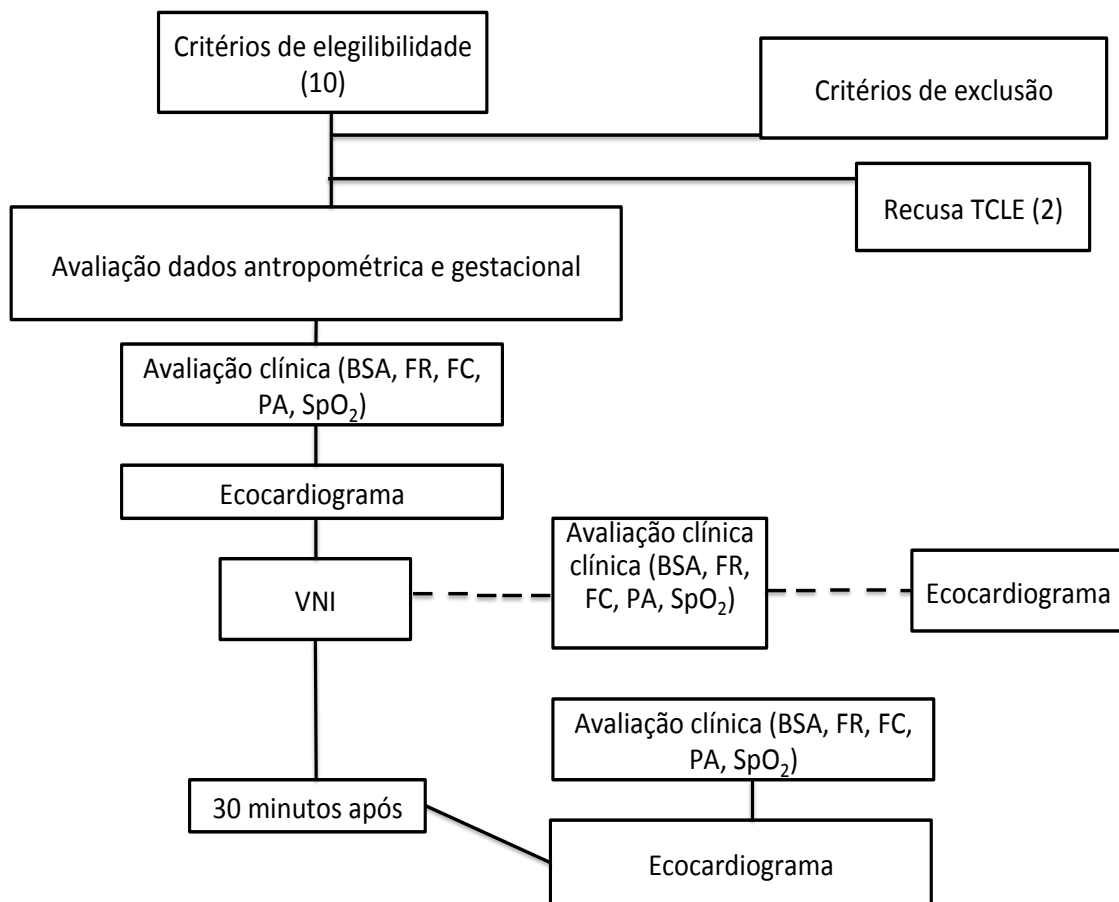 Critérios de elegilibilidade
(10)
Critérios de exclusão
Recusa TCLE (2)
Avaliação dados antropométrica e gestacional
Avaliação clínica (BSA, FR, FC,
PA, SpO₂)
Ecocardiograma
VNI
Avaliação clínica
clínica (BSA, FR,
FC, PA, SpO₂)
Ecocardiograma
Avaliação clínica (BSA, FR, FC,
PA, SpO₂)
30 minutos após
Ecocardiograma